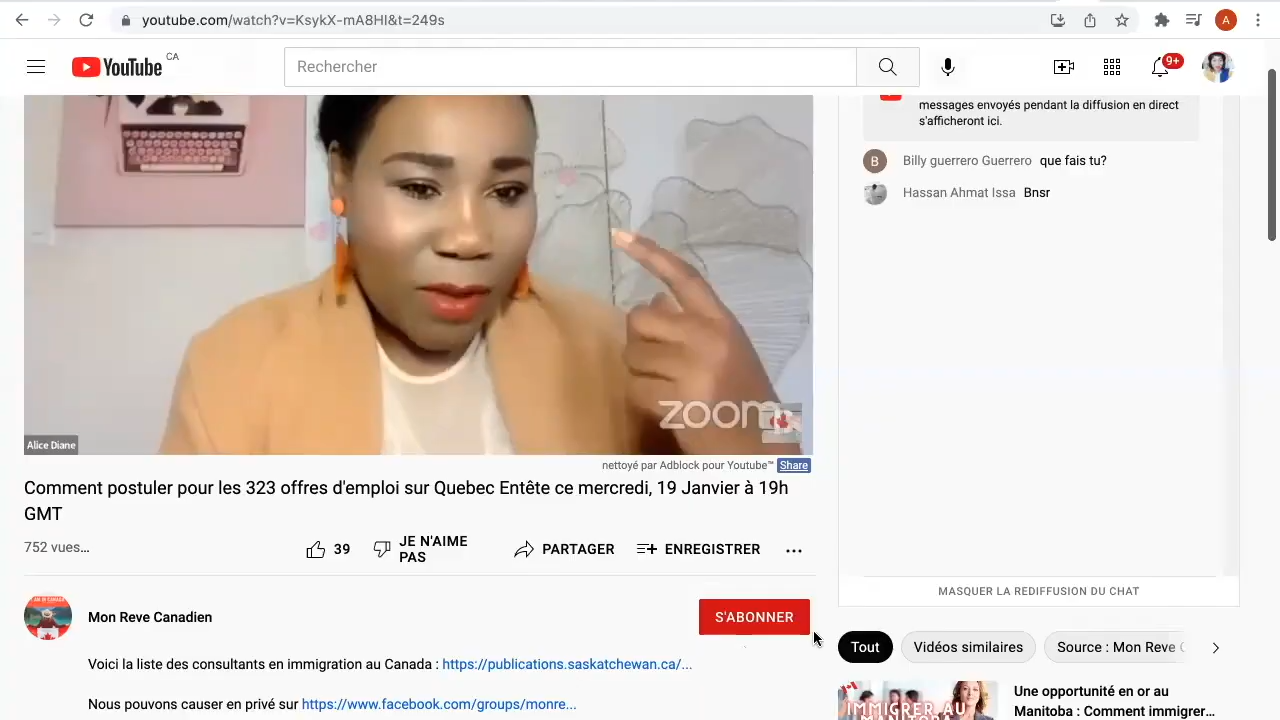 youtube.com/watch?v=KsykX-mA8HI&t=249s
A
YouTube CA
Rechercher
9+
messages envoyés pendant la diffusion en direct
s'afficheront ici.
B Billy guerrero Guerrero que fais tu?
Hassan Ahmat Issa Bnsr
zoom
Alice Diane
nettoyé par Adblock pour Youtube™ Share
Comment postuler pour les 323 offres d'emploi sur Quebec Entête ce mercredi, 19 Janvier à 19h
GMT
752 vues...
39
JE N'AIME
PAS
PARTAGER
ENREGISTRER
MASQUER LA REDIFFUSION DU CHAT
Mon Reve Canadien
S'ABONNER
Tout
Vidéos similaires
Source : Mon Reve
Voici la liste des consultants en immigration au Canada : https://publications.saskatchewan.ca/...
Nous pouvons causer en privé sur https://www.facebook.com/groups/monre...
IMMIGRER AU
MANITOBA
Une opportunité en or au
Manitoba : Comment immigrer...